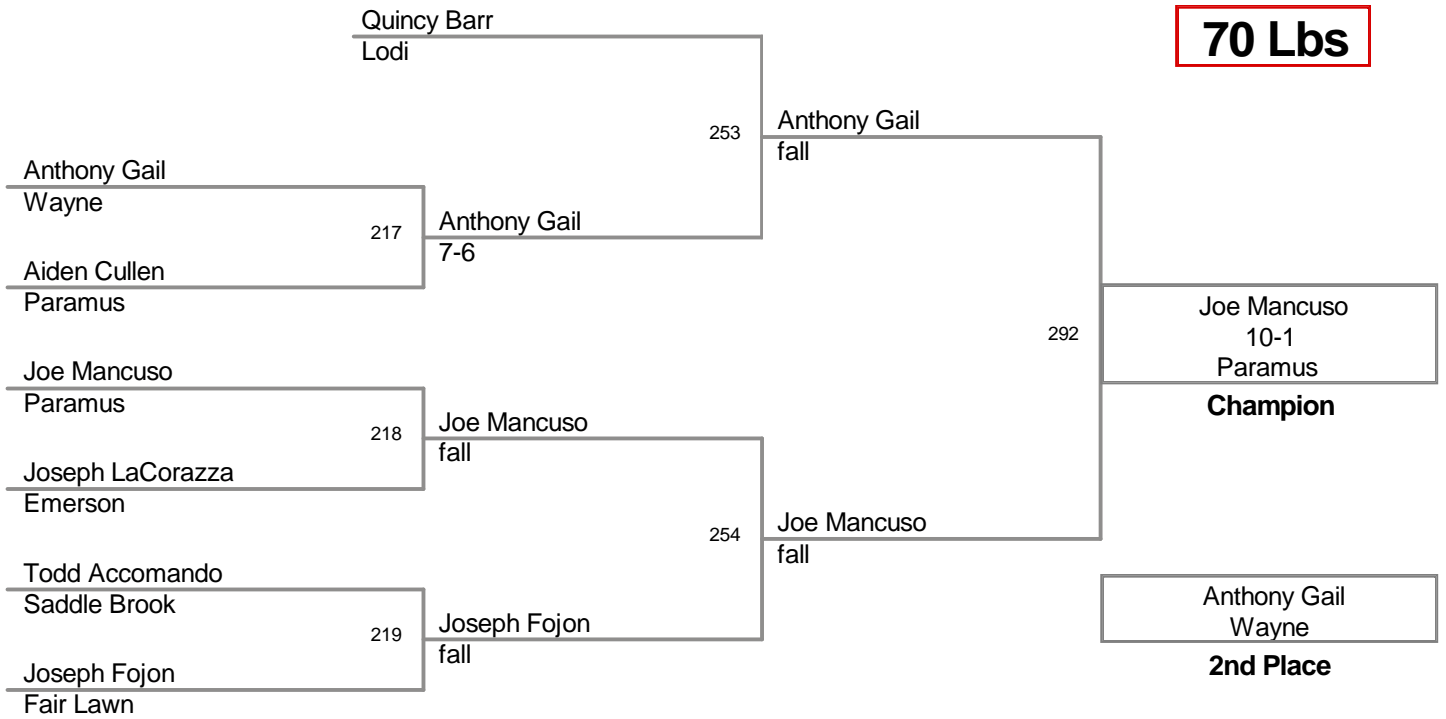 Quincy Barr
Lodi
70 Lbs
253
Anthony Gail
fall
Anthony Gail
Wayne
217
Anthony Gail
7-6
Aiden Cullen
Paramus
292
Joe Mancuso
10-1
Paramus
Champion
Joe Mancuso
Paramus
218
Joe Mancuso
fall
Joseph LaCorazza
Emerson
254
Joe Mancuso
fall
Todd Accomando
Saddle Brook
219
Joseph Fojon
fall
Joseph Fojon
Fair Lawn
Anthony Gail
Wayne
2nd Place